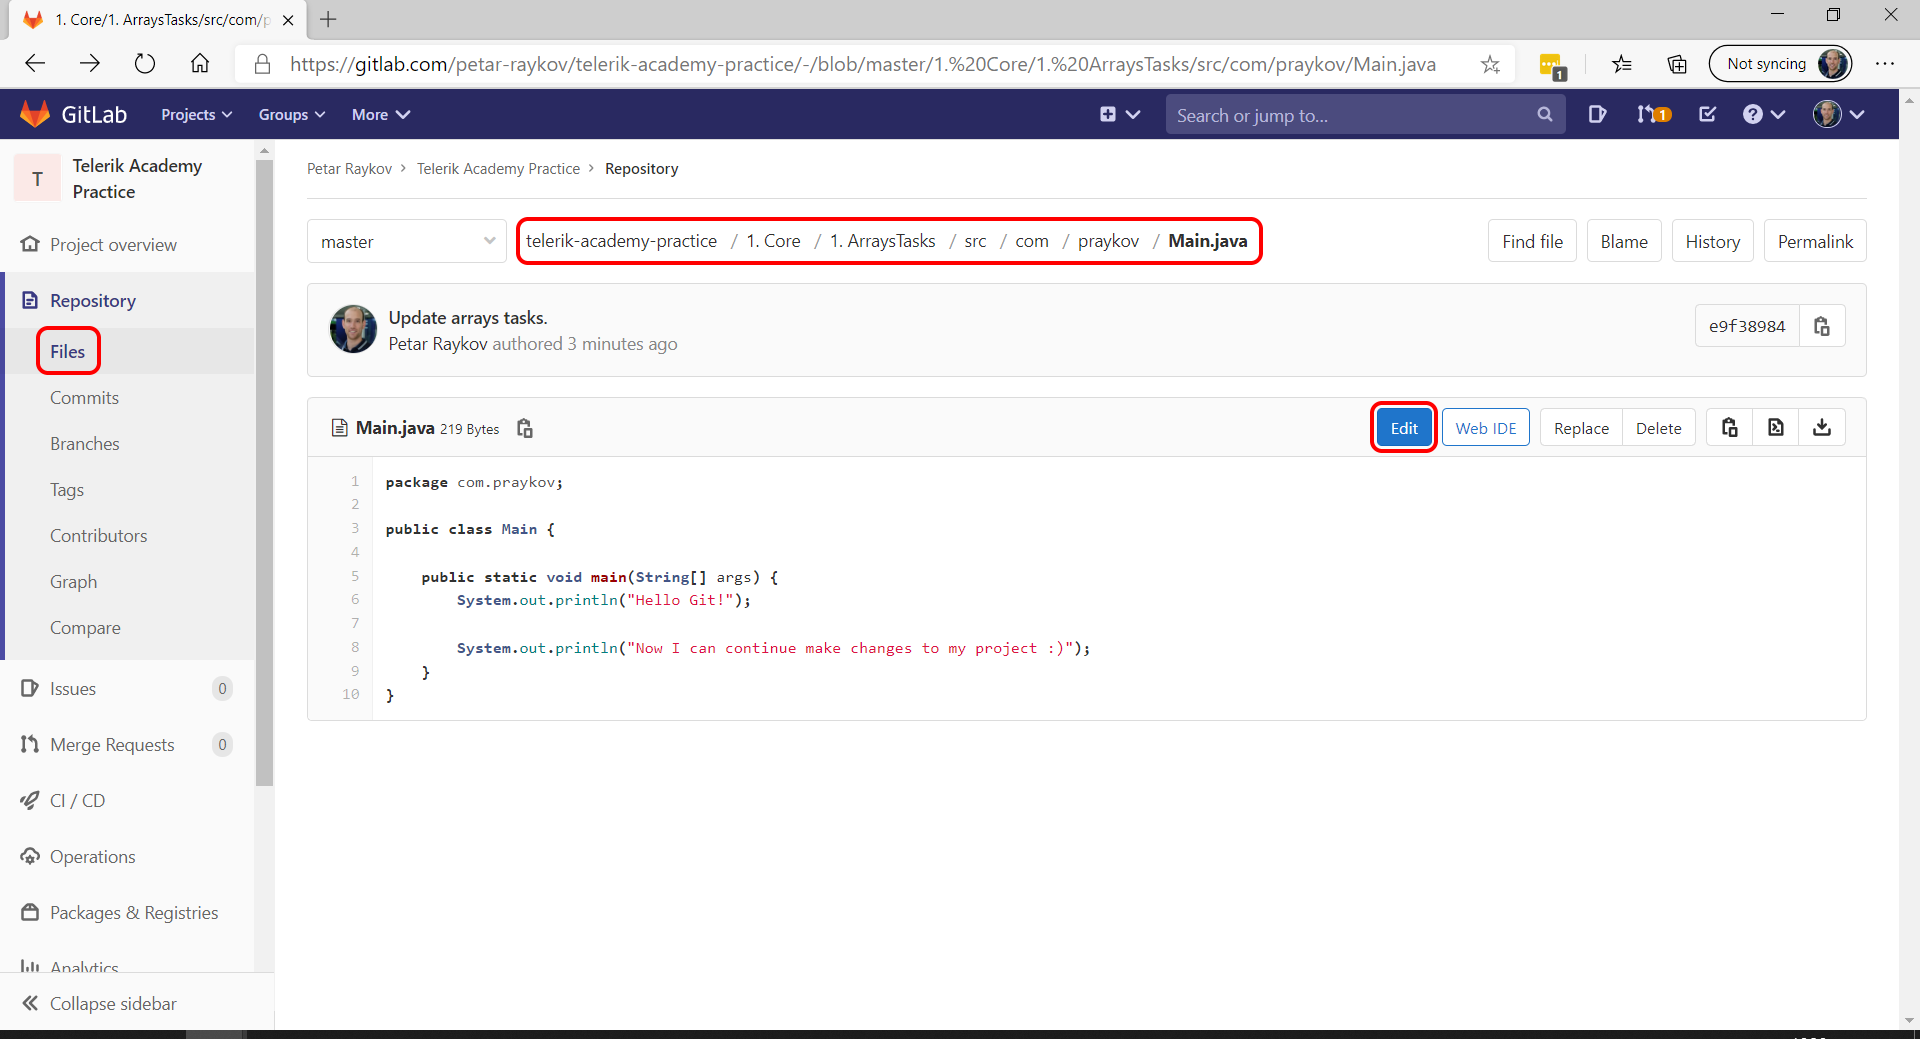 1. Core/1. ArraysTasks/src/com/p
https://gitlab.com/petar-raykov/telerik-academy-practice/-/blob/master/1.%20Core/1.%20ArraysTasks/src/com/praykov/Main.java
1
Not syncing
GitLab
Projects
Groups
More
Search or jump to...
1
T
Telerik Academy
Practice
Project overview
Repository
Files
Commits
Branches
Tags
Contributors
Graph
Compare
Issues 0
Merge Requests 0
CI / CD
Operations
Packages & Registries
Analytics
Collapse sidebar
Petar Raykov > Telerik Academy Practice > Repository
master
telerik-academy-practice / 1. Core / 1. ArraysTasks / src / com / praykov / Main.java
Find file
Blame
History
Permalink
Update arrays tasks.
Petar Raykov authored 3 minutes ago
e9f38984
Main.java 219 Bytes
Edit
Web IDE
Replace
Delete
1 package com.praykov;
2
3 public class Main {
4
5 public static void main(String[] args) {
6 System.out.println("Hello Git!");
7
8 System.out.println("Now I can continue make changes to my project :)");
9 }
10 }